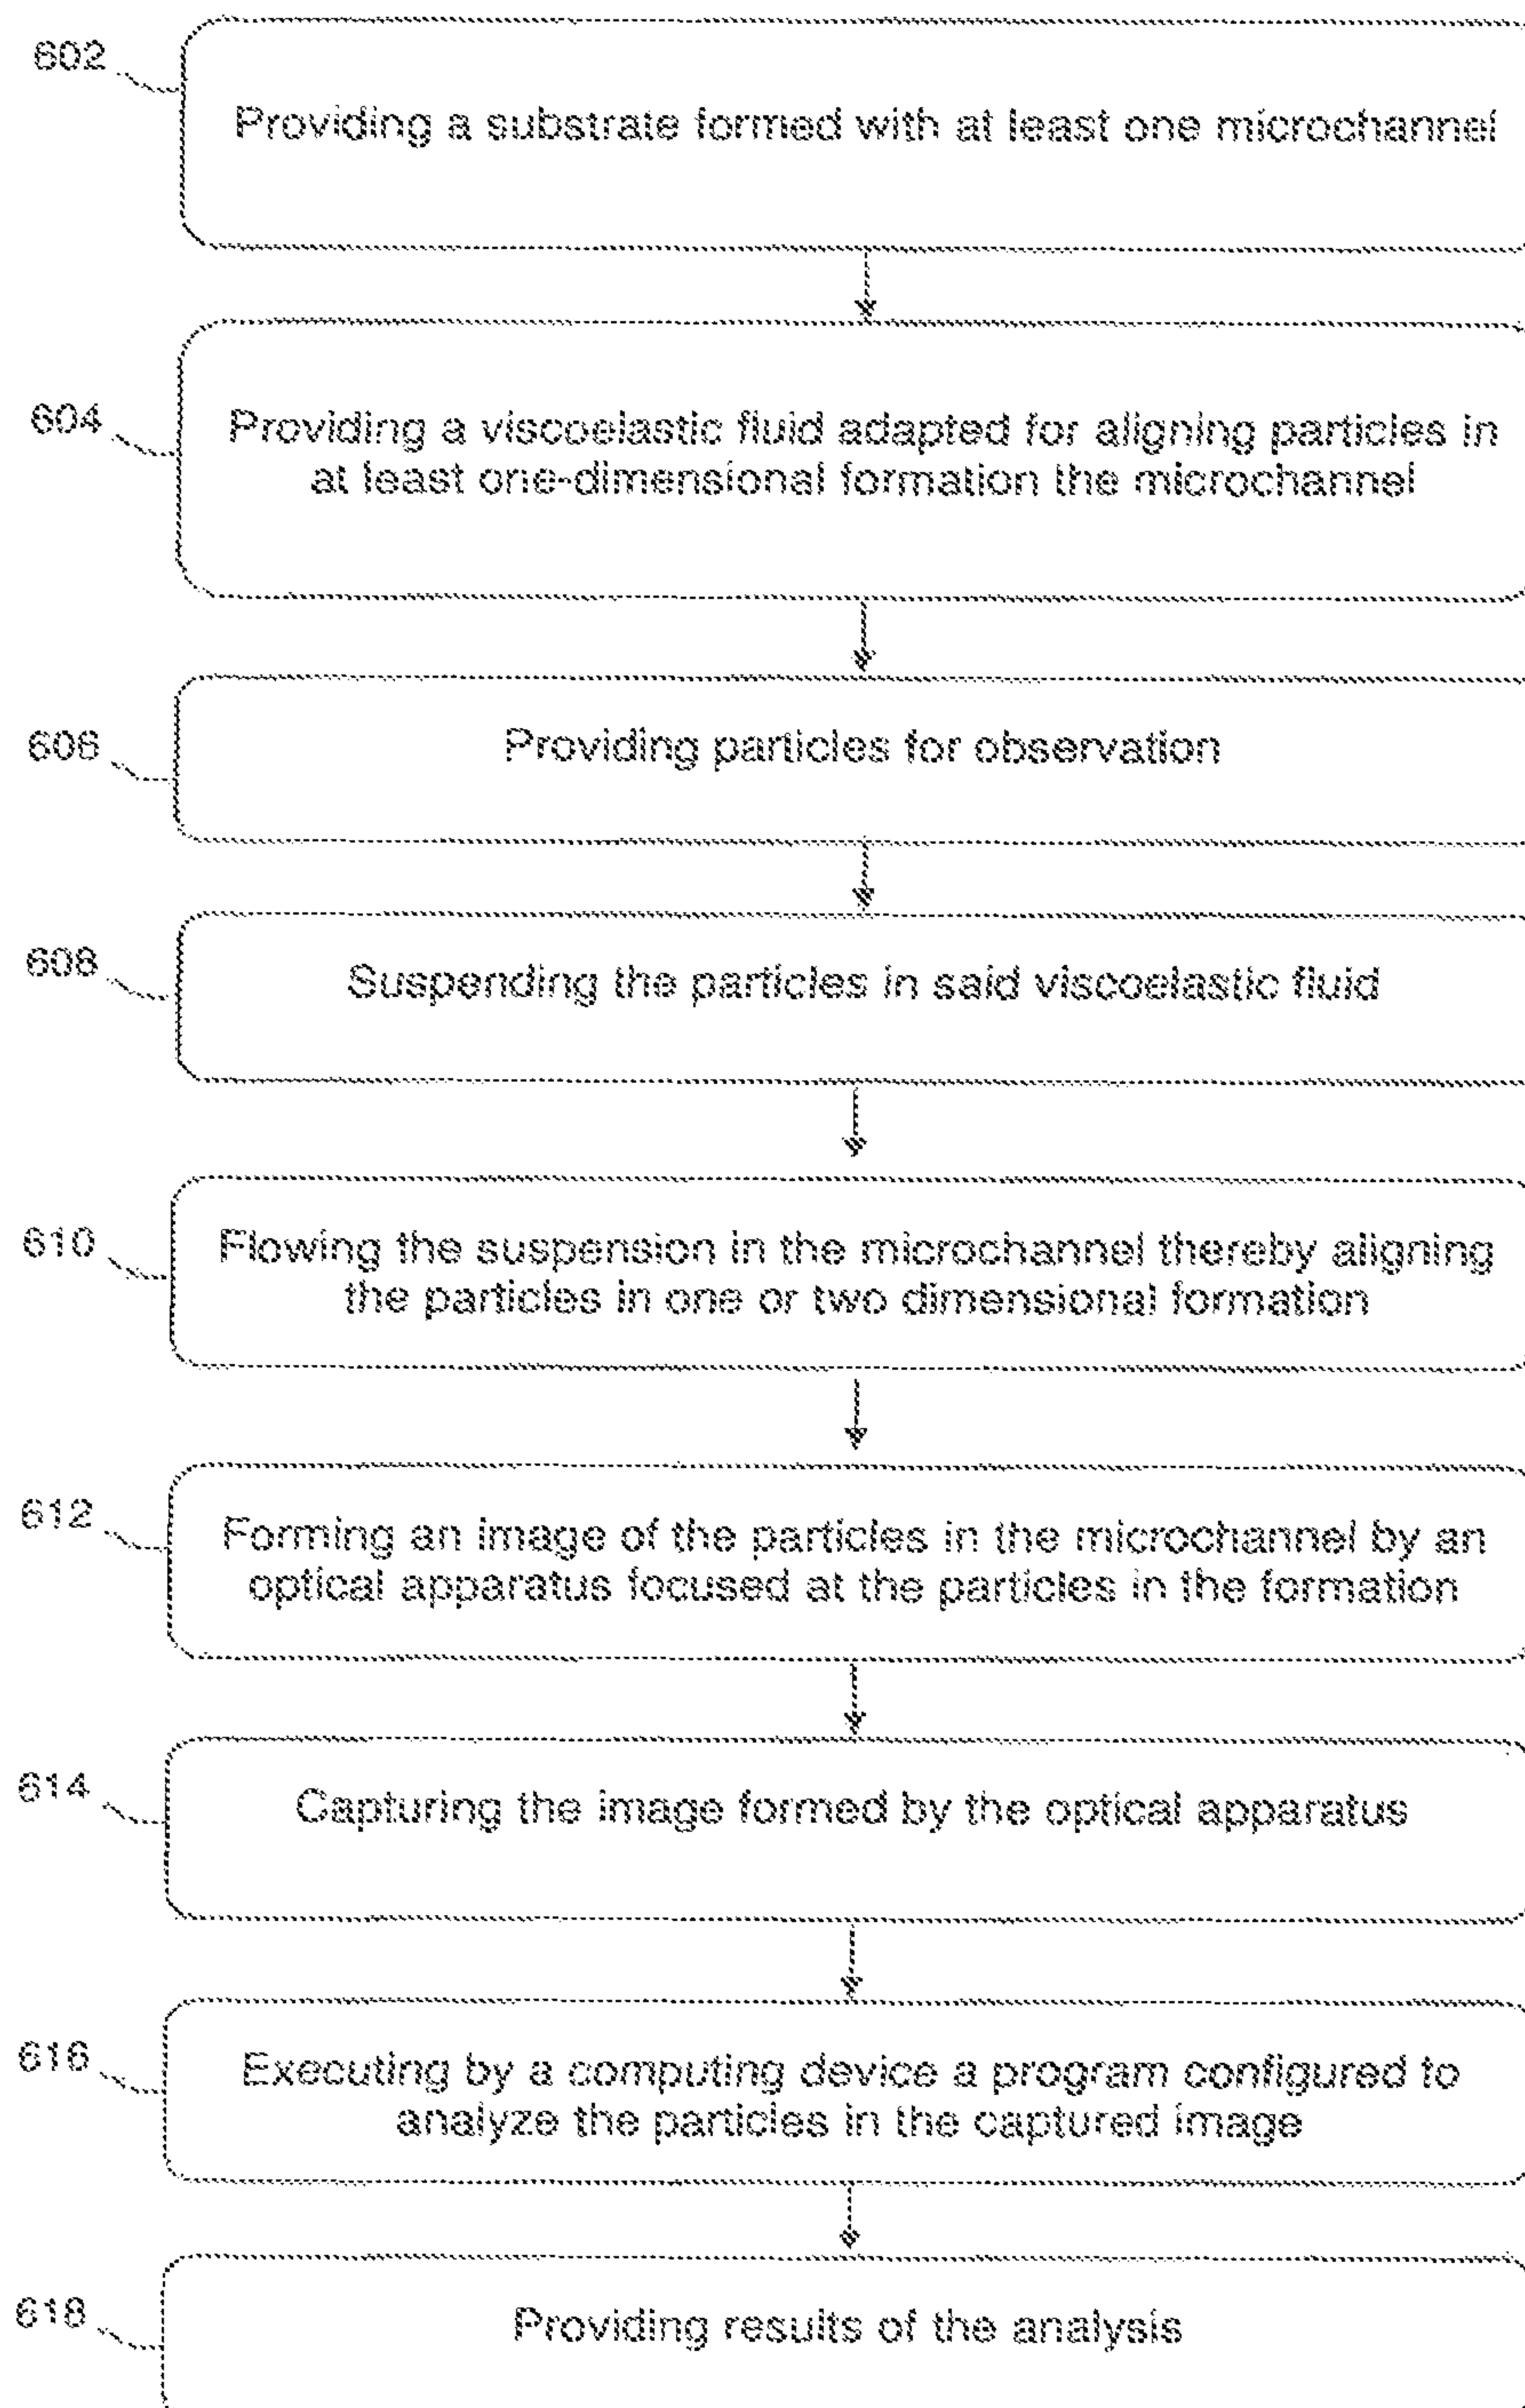 602
Providing a substrate formed with at least one microchannel
604
Providing a viscoelastic fluid adapted for aligning particles in
at least one-dimensional formation the microchannel
606
Providing particles for observation
608
Suspending the particles in said viscoelastic fluid
610
Flowing the suspension in the microchannel thereby aligning
the particles in one or two dimensional formation
612
Forming an image of the particles in the microchannel by an
optical apparatus focused at the particles in the formation
614
Capturing the image formed by the optical apparatus
616
Executing by a computing device a program configured to
analyze the particles in the captured image
618
Providing results of the analysis